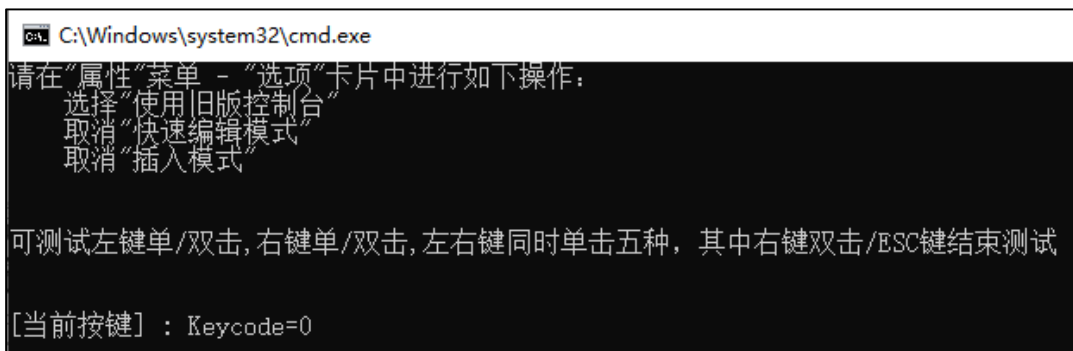 C:\Windows\system32\cmd.exe
请在"属性"菜单 - "选项"卡片中进行如下操作:
选择"使用旧版控制台"
取消"快速编辑模式"
取消"插入模式"
可测试左键单/双击,右键单/双击,左右键同时单击五种，其中右键双击/ESC键结束测试
[当前按键] : Keycode=0